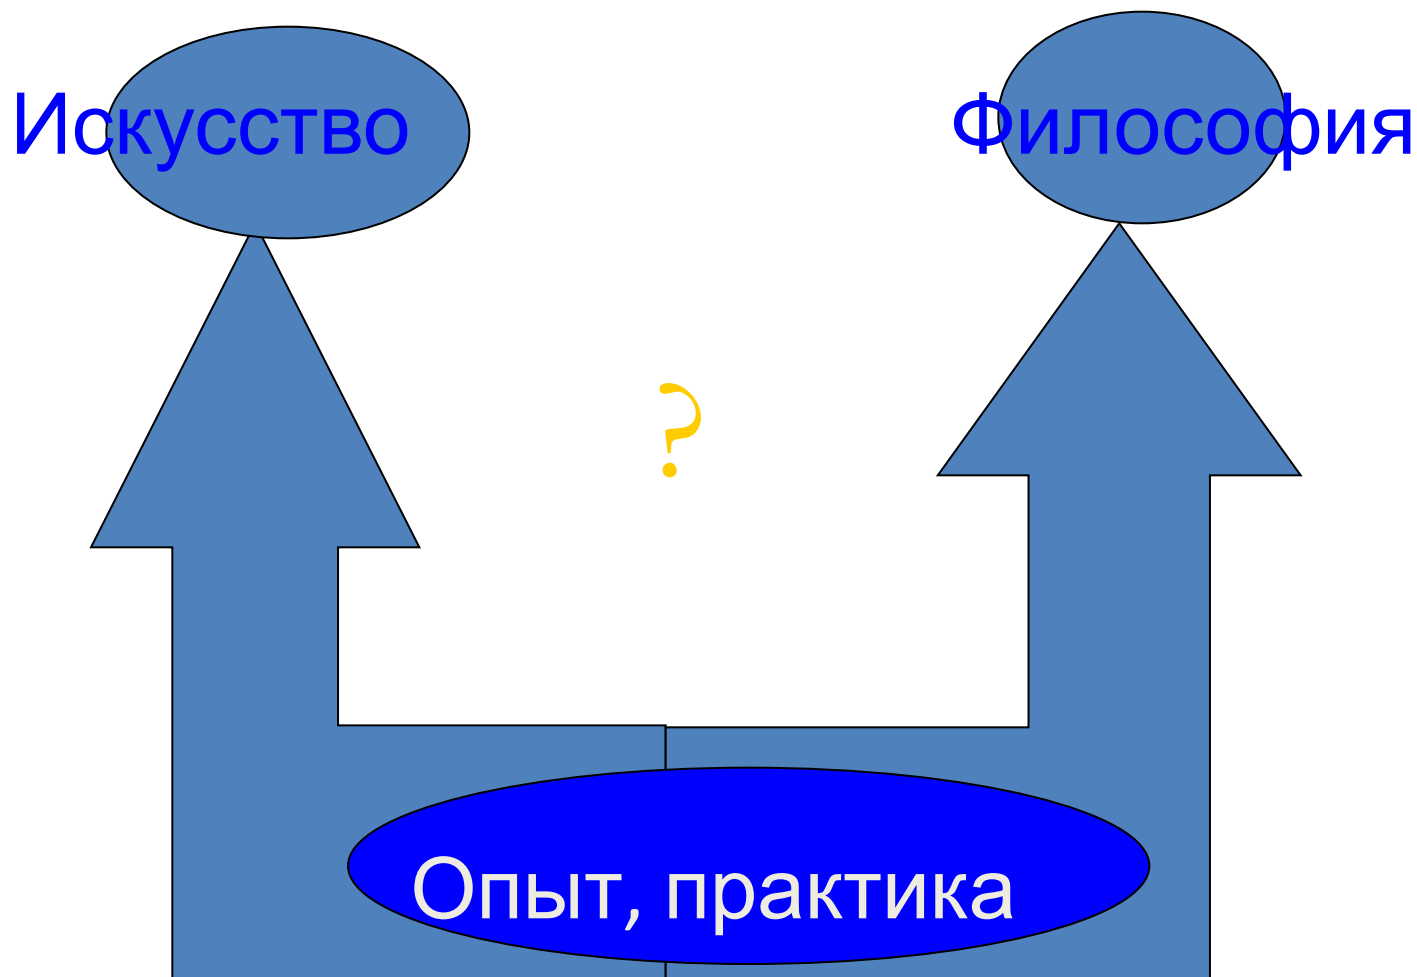 Искусство
Философия
?
Опыт, практика